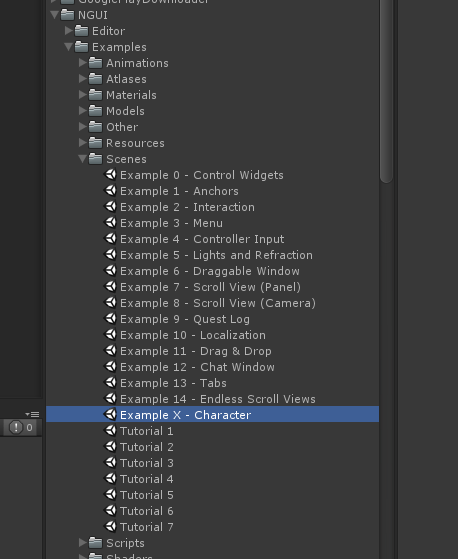 GooglePlayDownloader
NGUI
Editor
Examples
Animations
Atlases
Materials
Models
Other
Resources
Scenes
Example 0 - Control Widgets
Example 1 - Anchors
Example 2 - Interaction
Example 3 - Menu
Example 4 - Controller Input
Example 5 - Lights and Refraction
Example 6 - Draggable Window
Example 7 - Scroll View (Panel)
Example 8 - Scroll View (Camera)
Example 9 - Quest Log
Example 10 - Localization
Example 11 - Drag & Drop
Example 12 - Chat Window
Example 13 - Tabs
Example 14 - Endless Scroll Views
Example X - Character
0
Tutorial 1
Tutorial 2
Tutorial 3
Tutorial 4
Tutorial 5
Tutorial 6
Tutorial 7
Scripts
Shaders